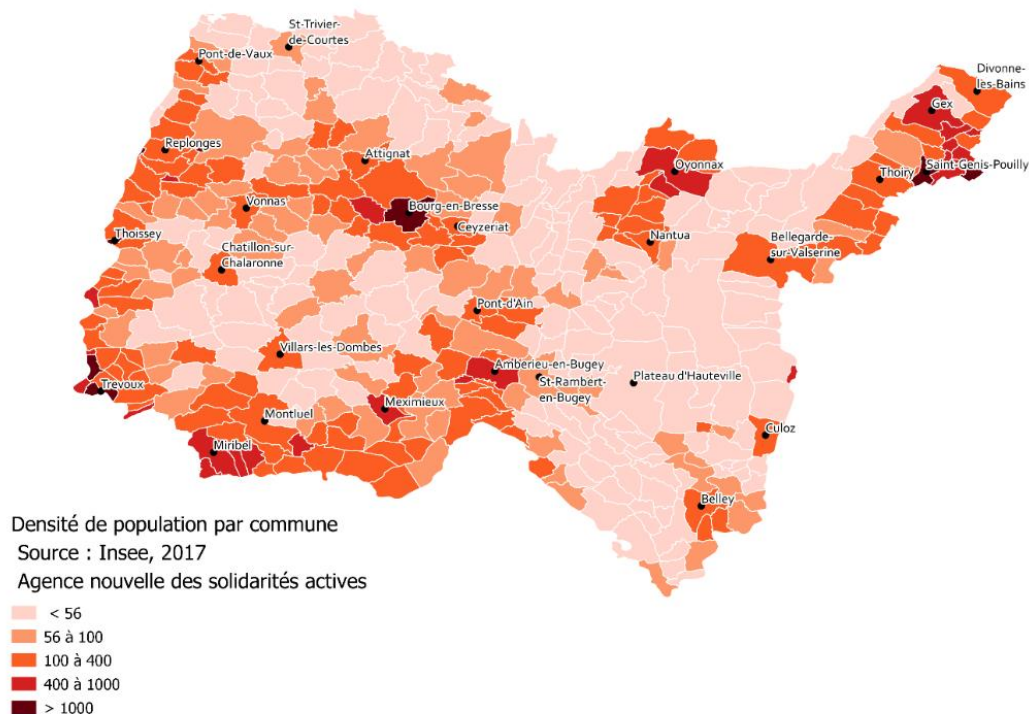 St-Trivier-
de-Courtes
Pont-de-Vaux
Divonne-
les-Bains
Gex
Replonges
Attignat
Oyonnax
Saint-Genis-Pouilly
Thoiry
Vonnas
Bourg-en-Bresse
Ceyzeriat
Thoissey
Nantua
Chatillon-sur-
Chalaronne
Bellegarde-
sur-Valserine
Pont-d'Ain
Villars-les-Dombes
Amberieu-en-Bugey
St-Rambert-
en-Bugey
Plateau d'Hauteville
Trevoux
Meximieux
Montluel
Culoz
Miribel
Belley
Densité de population par commune
Source : Insee, 2017
Agence nouvelle des solidarités actives
< 56
56 à 100
100 à 400
400 à 1000
> 1000